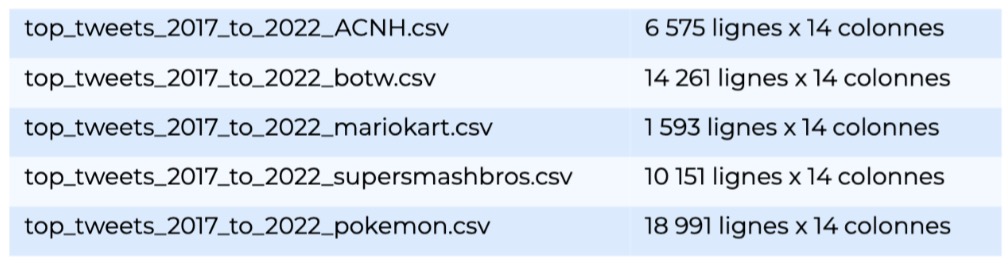 top_tweets_2017_to_2022_ACNH.csv 6 575 lignes x 14 colonnes
top_tweets_2017_to_2022_botw.csv 14 261 lignes x 14 colonnes
top_tweets_2017_to_2022_mariokart.csv 1 593 lignes x 14 colonnes
top_tweets_2017_to_2022_supersmashbros.csv 10 151 lignes x 14 colonnes
top_tweets_2017_to_2022_pokemon.csv 18 991 lignes x 14 colonnes